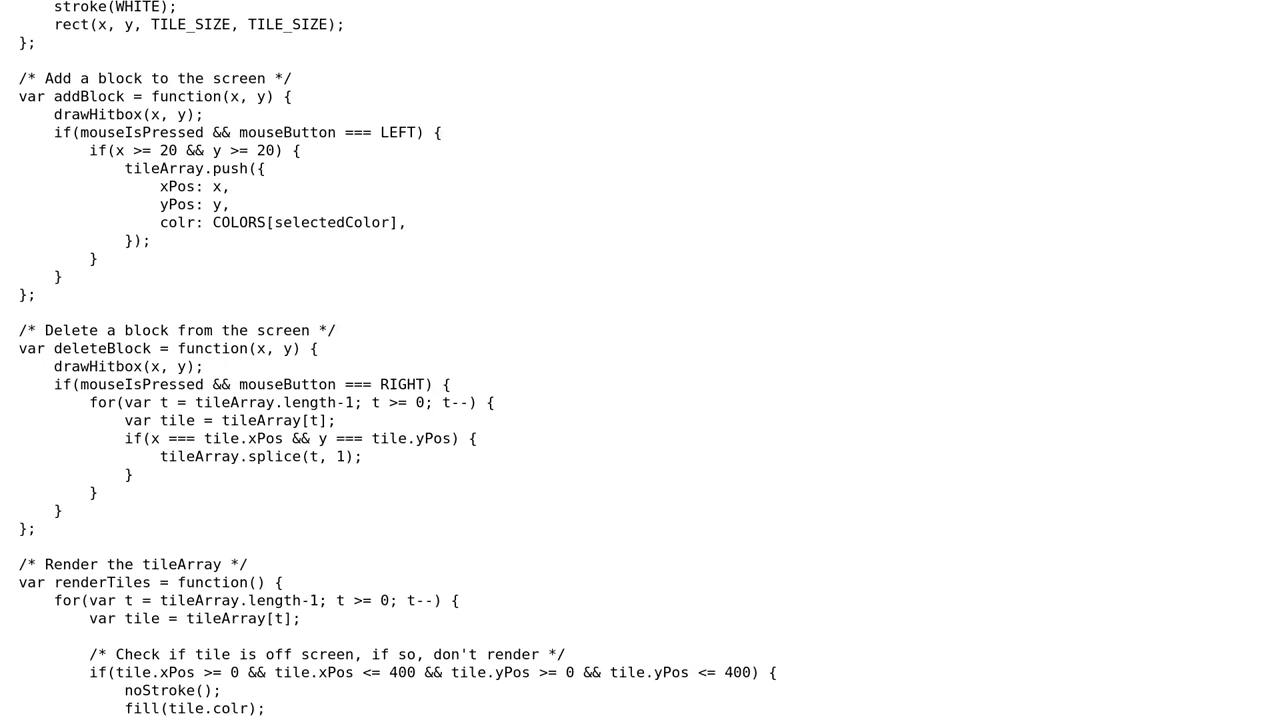 stroke(WHITE);
    rect(x, y, TILE_SIZE, TILE_SIZE);
};

/* Add a block to the screen */
var addBlock = function(x, y) {
    drawHitbox(x, y);
    if(mouseIsPressed && mouseButton === LEFT) {
        if(x >= 20 && y >= 20) {
            tileArray.push({
                xPos: x,
                yPos: y,
                colr: COLORS[selectedColor],
            });
        }
    }
};

/* Delete a block from the screen */
var deleteBlock = function(x, y) {
    drawHitbox(x, y);
    if(mouseIsPressed && mouseButton === RIGHT) {
        for(var t = tileArray.length-1; t >= 0; t--) {
            var tile = tileArray[t];
            if(x === tile.xPos && y === tile.yPos) {
                tileArray.splice(t, 1);
            }
        }
    }
};

/* Render the tileArray */
var renderTiles = function() {
    for(var t = tileArray.length-1; t >= 0; t--) {
        var tile = tileArray[t];

        /* Check if tile is off screen, if so, don't render */
        if(tile.xPos >= 0 && tile.xPos <= 400 && tile.yPos >= 0 && tile.yPos <= 400) {
            noStroke();
            fill(tile.colr);